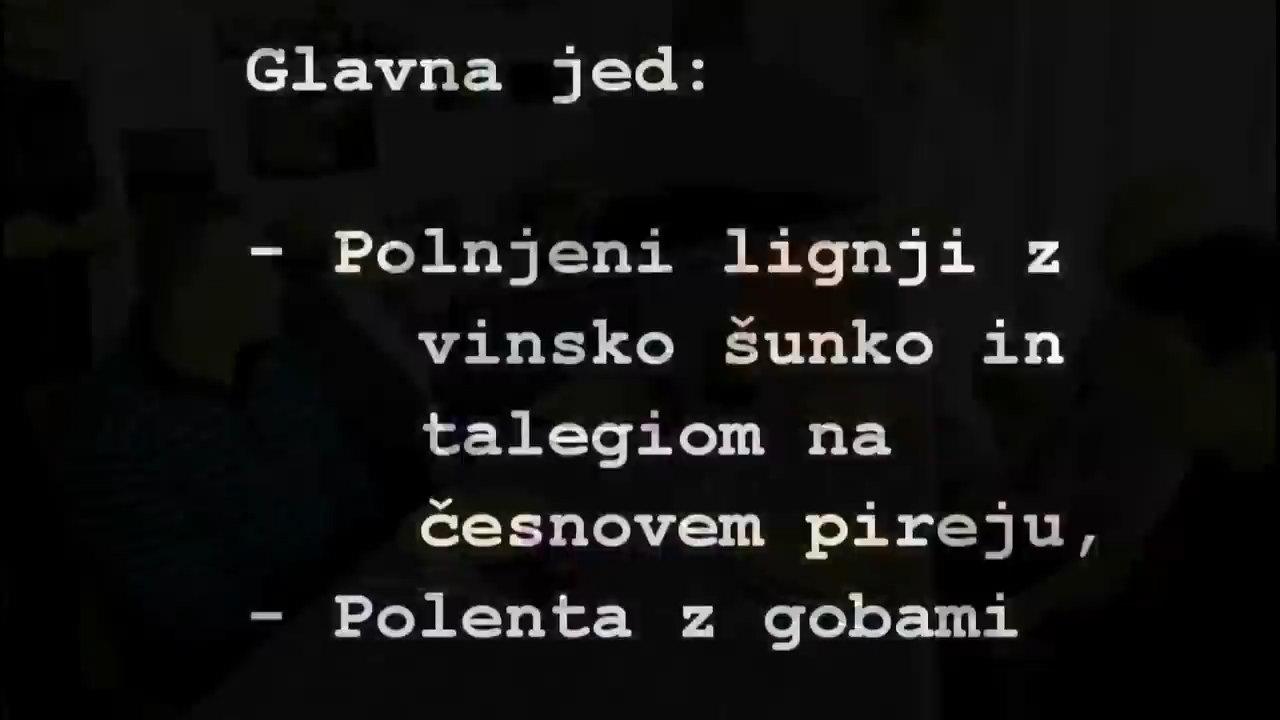 Glavna jed:
- Polnjeni lignji z
vinsko šunko in
talegiom na
česnovem pireju,
- Polenta z gobami